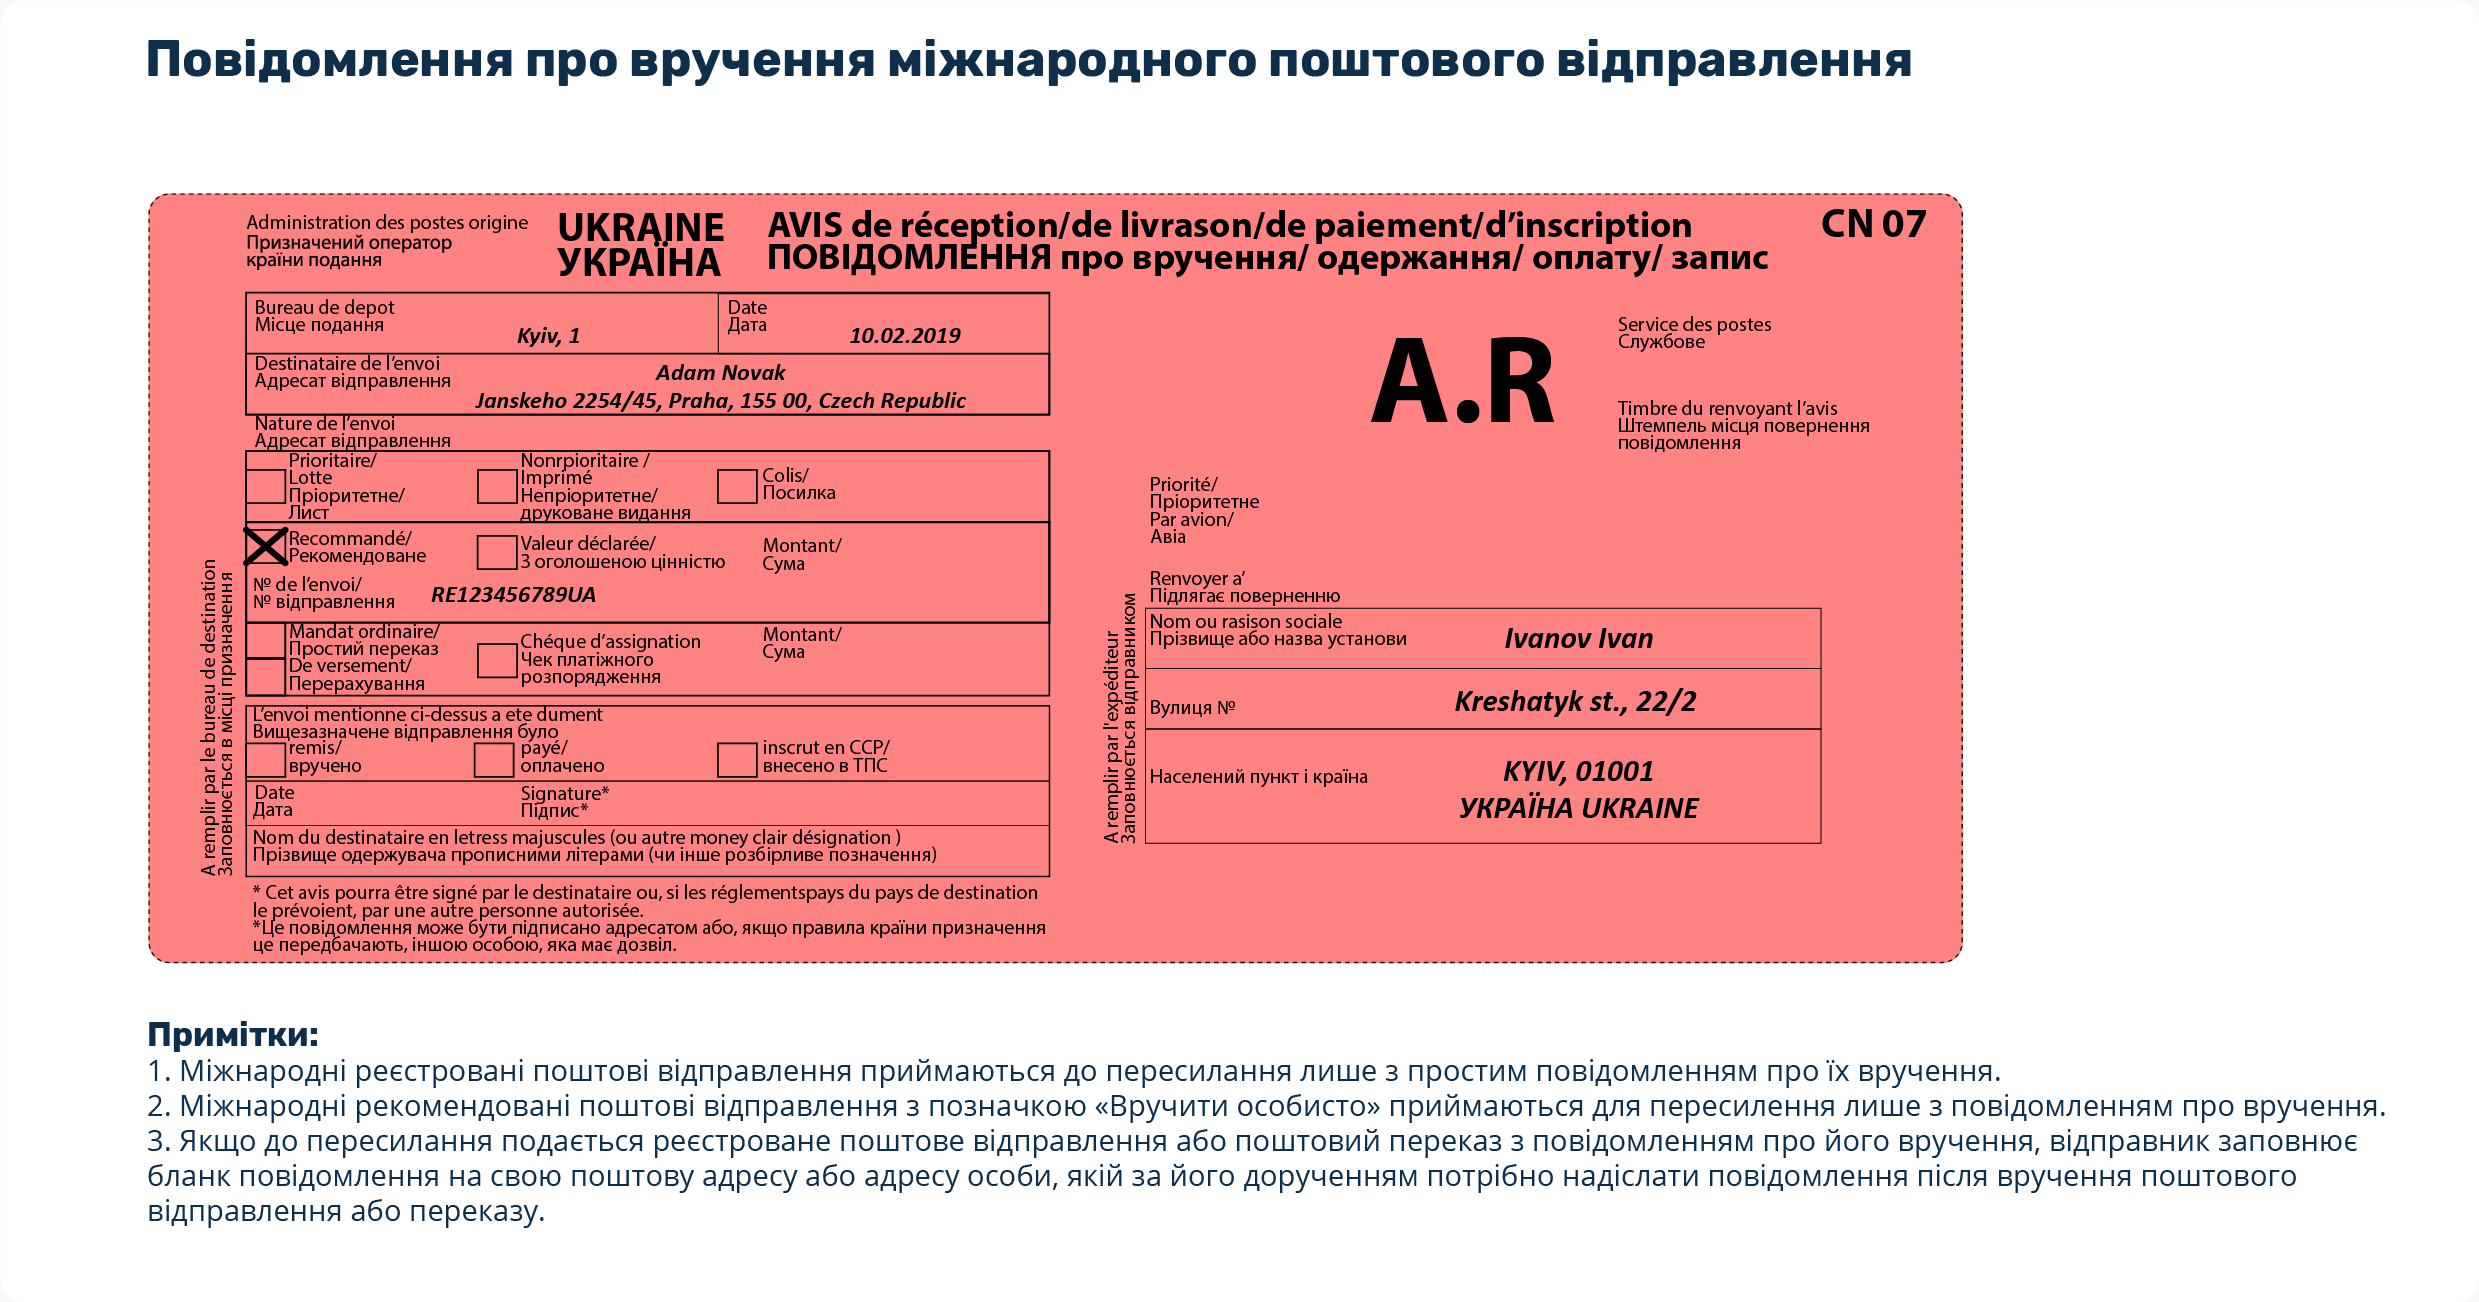 Повідомлення про вручення міжнародного поштового відправлення
Administration des postes origine
Призначений оператор
країни подання
UKRAINE
УКРАЇНА
AVIS de réception/de livrason/de paiement/d’inscription
ПОВІДОМЛЕННЯ про вручення/ одержання/ оплату/ запис
CN 07
Bureau de depot
Місце подання
Kyiv, 1
Date
Дата
10.02.2019
Destinataire de l’envoi
Адресат відправлення
Adam Novak
Janskeho 2254/45, Praha, 155 00, Czech Republic
Nature de l’envoi
Адресат відправлення
Prioritaire/
Lotte
Пріоритетне/
Лист
Nonrpioritaire /
Imprimé
Непріоритетне/
друковане видання
Colis/
Посилка
Recommandé/
Рекомендоване
Valeur déclarée/
З оголошеною цінністю
Montant/
Сума
№ de l’envoi/
№ відправлення
RE123456789UA
Mandat ordinaire/
Простий переказ
De versement/
Перерахування
Chéque d’assignation
Чек платіжного
розпорядження
Montant/
Сума
A remplir par le bureau de destination
Заповнюється в місці призначення
L’envoi mentionne ci-dessus a ete dument
Вищезазначене відправлення було
remis/
вручено
payé/
оплачено
inscrut en CCP/
внесено в ТПС
Date
Дата
Signature*
Підпис*
Nom du destinataire en letress majuscules (ou autre money clair désignation )
Прізвище одержувача прописними літерами (чи інше розбірливе позначення)
* Cet avis pourra être signé par le destinataire ou, si les réglementspays du pays de destination
le prévoient, par une autre personne autorisée.
*Це повідомлення може бути підписано адресатом або, якщо правила країни призначення
це передбачають, іншою особою, яка має дозвіл.
A.R
Service des postes
Службове
Timbre du renvoyant l’avis
Штемпель місця повернення
повідомлення
Priorité/
Пріоритетне
Par avion/
Авіа
Renvoyer a’
Підлягає поверненню
A remplir par l'expéditeur
Заповнюється відправником
Nom ou rasison sociale
Прізвище або назва установи
Ivanov Ivan
Вулиця №
Kreshatyk st., 22/2
Населений пункт і країна
KYIV, 01001
УКРАЇНА UKRAINE
Примітки:
1. Міжнародні реєстровані поштові відправлення приймаються до пересилання лише з простим повідомленням про їх вручення.
2. Міжнародні рекомендовані поштові відправлення з позначкою «Вручити особисто» приймаються для пересилення лише з повідомленням про вручення.
3. Якщо до пересилання подається реєстроване поштове відправлення або поштовий переказ з повідомленням про його вручення, відправник заповнює
бланк повідомлення на свою поштову адресу або адресу особи, якій за його дорученням потрібно надіслати повідомлення після вручення поштового
відправлення або переказу.